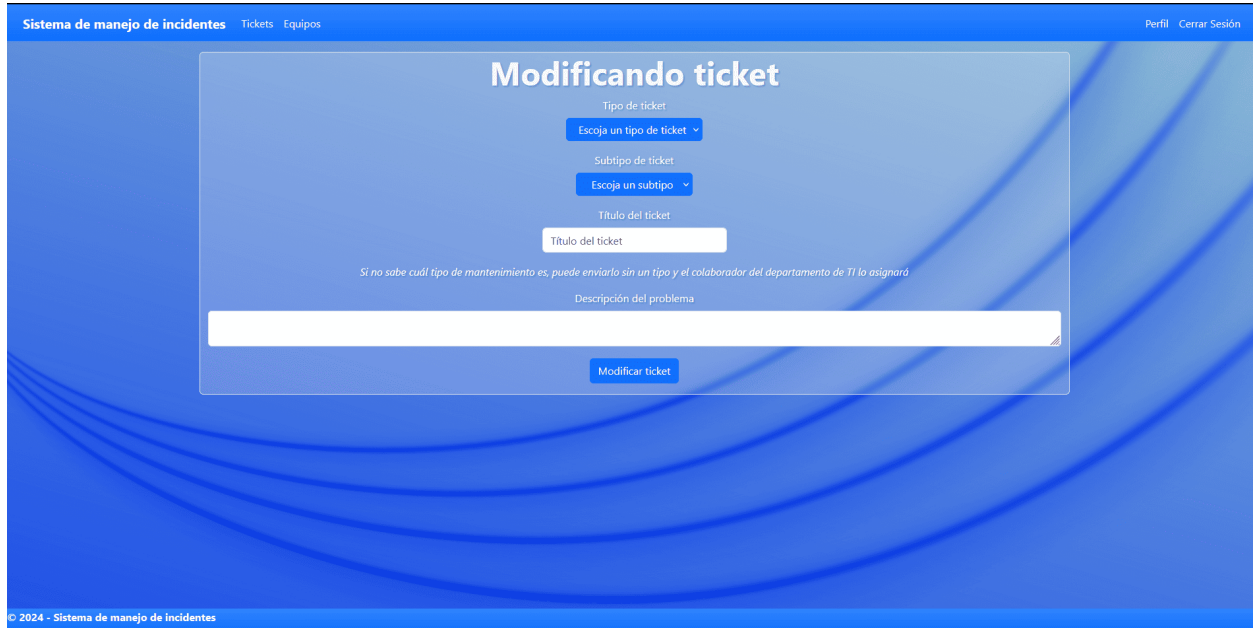 Sistema de manejo de incidentes Tickets Equipos Perfil Cerrar Sesión
Modificando ticket
Tipo de ticket
Escoja un tipo de ticket
Subtipo de ticket
Escoja un subtipo
Título del ticket
Título del ticket
Si no sabe cuál tipo de mantenimiento es, puede enviarlo sin un tipo y el colaborador del departamento de TI lo asignará
Descripción del problema
Modificar ticket
© 2024 - Sistema de manejo de incidentes